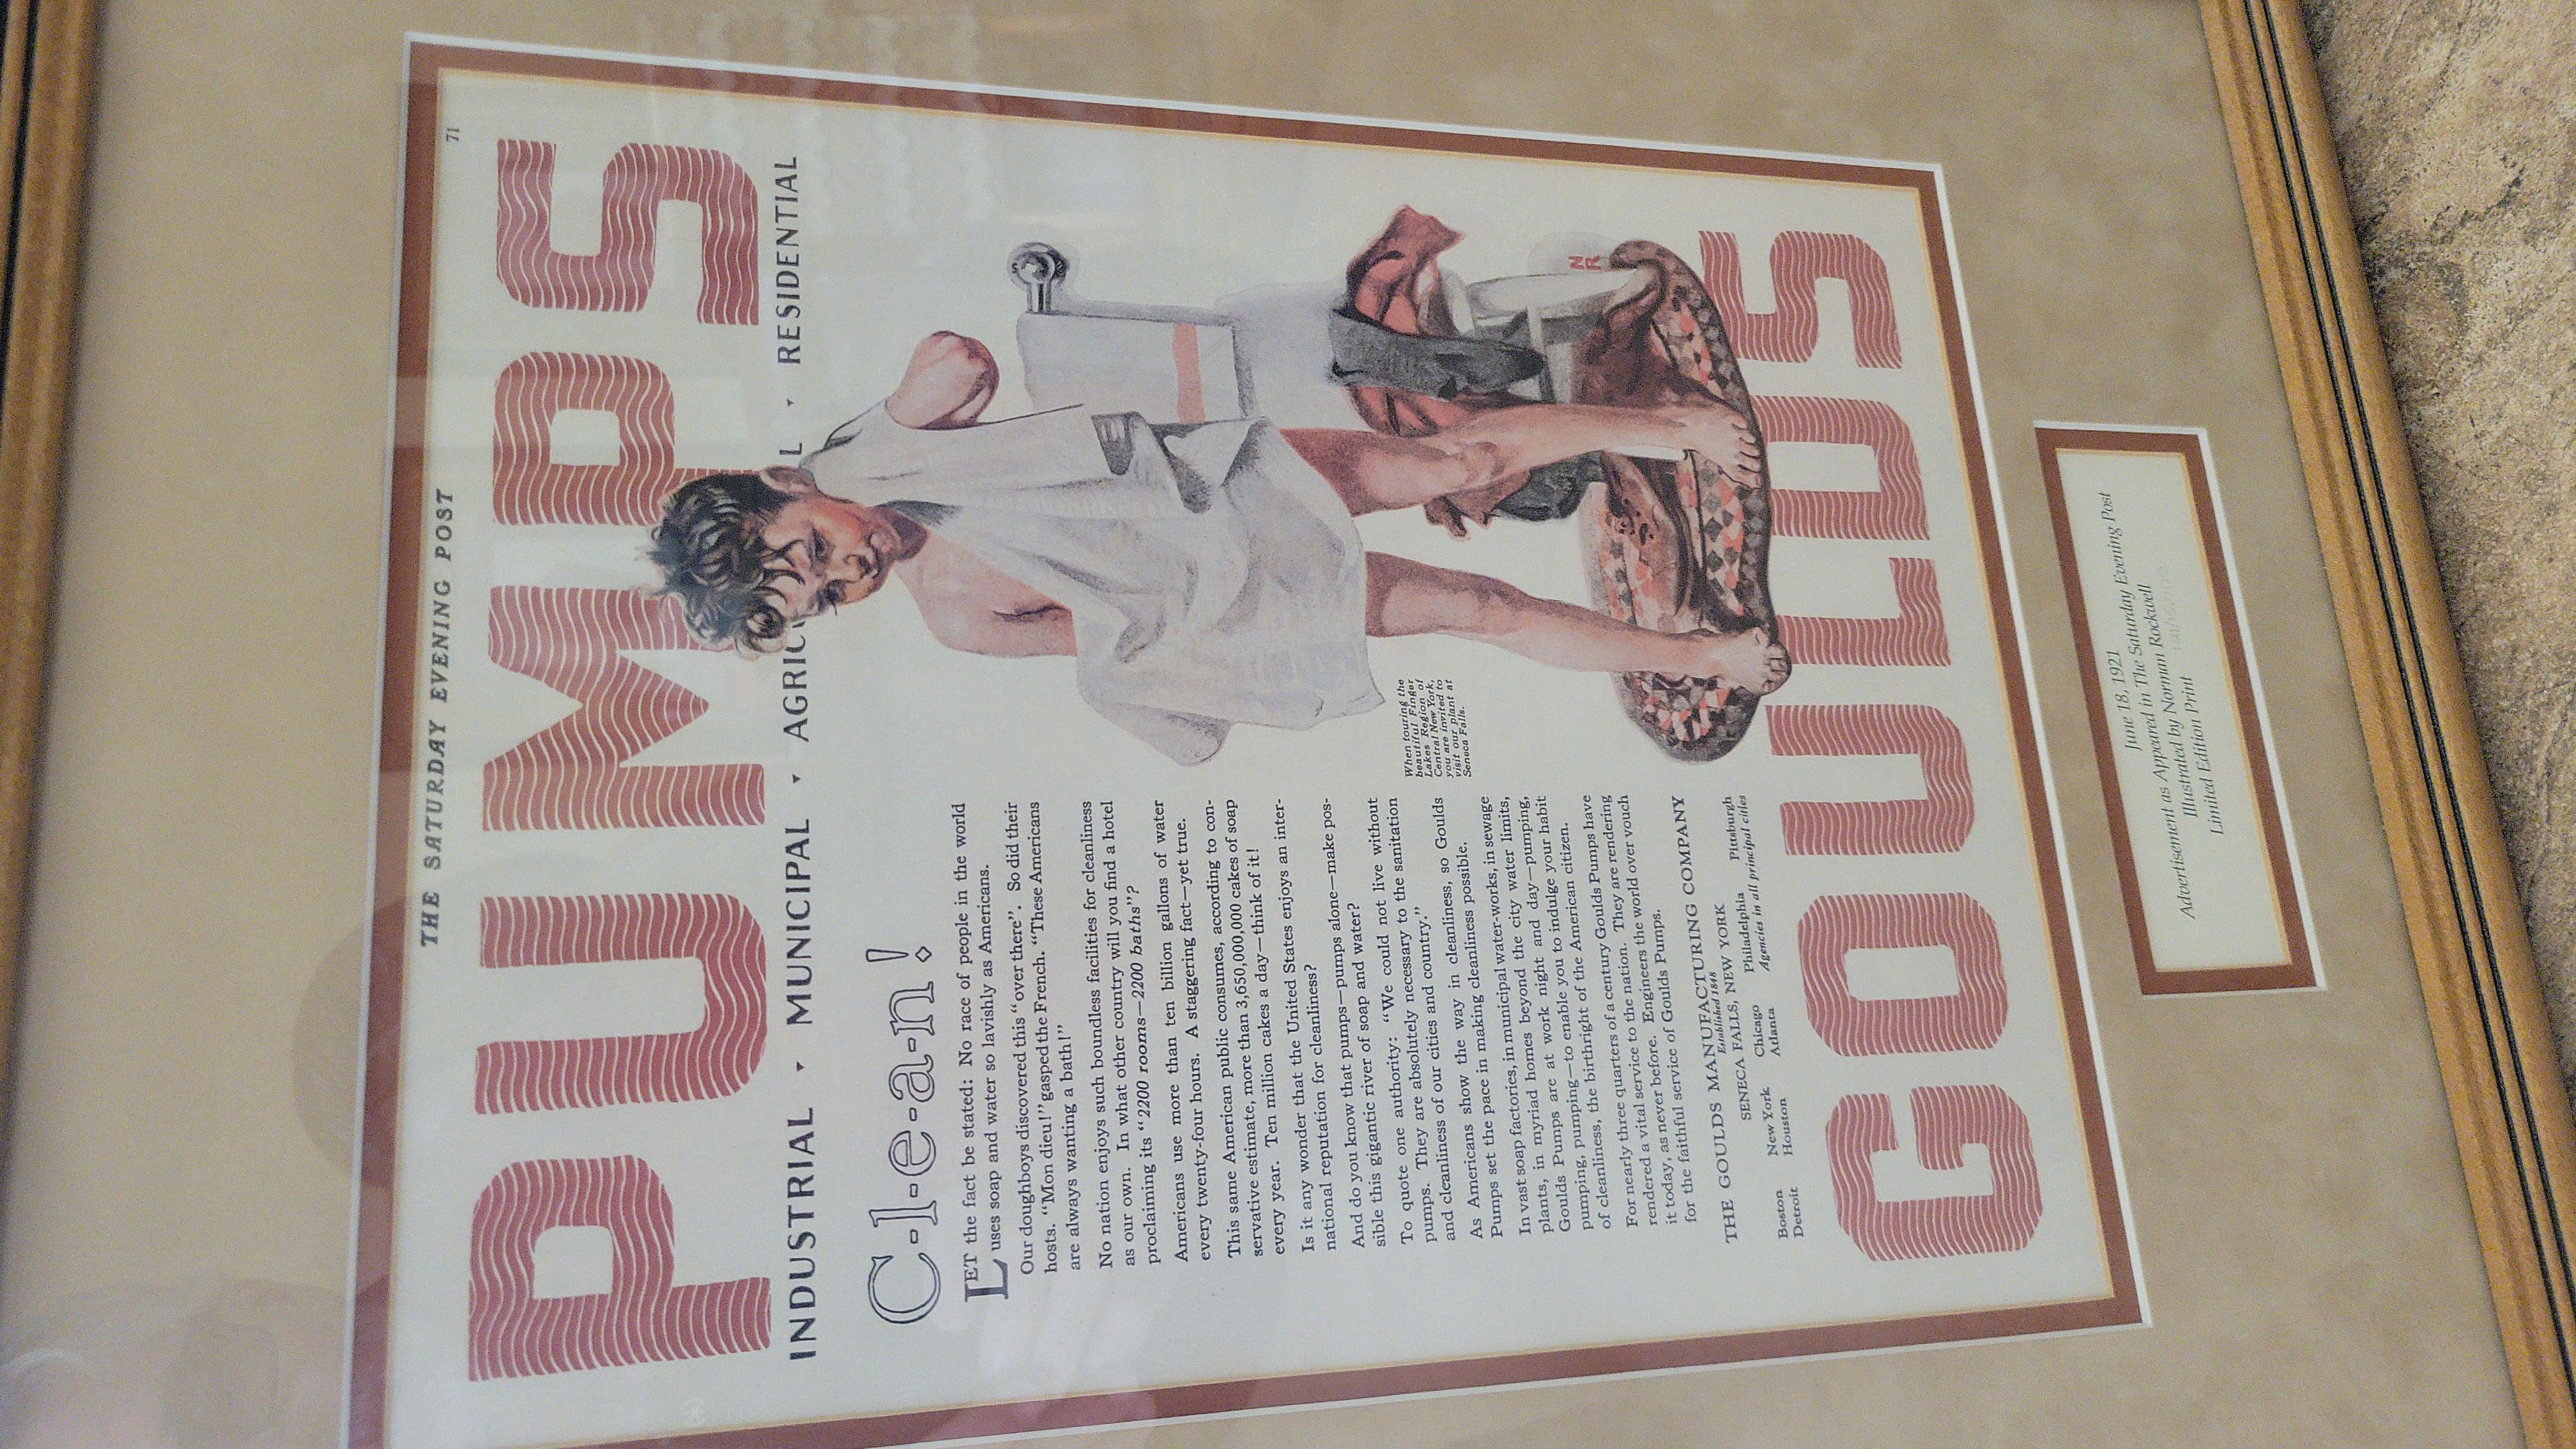 THE SATURDAY EVENING POST
71
PUMPS
INDUSTRIAL ▾ MUNICIPAL ▾ AGRIC L ▾ RESIDENTIAL
C-l-e-a-n!
LET the fact be stated: No race of people in the world
uses soap and water so lavishly as Americans.
Our doughboys discovered this "over there". So did their
hosts. "Mon dieu!" gasped the French. "These Americans
are always wanting a bath!"
No nation enjoys such boundless facilities for cleanliness
as our own. In what other country will you find a hotel
proclaiming its "2200 rooms—2200 baths"?
Americans use more than ten billion gallons of water
every twenty-four hours. A staggering fact—yet true.
This same American public consumes, according to con-
servative estimate, more than 3,650,000,000 cakes of soap
every year. Ten million cakes a day—think of it!
Is it any wonder that the United States enjoys an inter-
national reputation for cleanliness?
And do you know that pumps—pumps alone—make pos-
sible this gigantic river of soap and water?
To quote one authority: "We could not live without
pumps. They are absolutely necessary to the sanitation
and cleanliness of our cities and country."
As Americans show the way in cleanliness, so Goulds
Pumps set the pace in making cleanliness possible.
In vast soap factories, in municipal water-works, in sewage
plants, in myriad homes beyond the city water limits,
Goulds Pumps are at work night and day—pumping,
pumping, pumping—to enable you to indulge your habit
of cleanliness, the birthright of the American citizen.
For nearly three quarters of a century Goulds Pumps have
rendered a vital service to the nation. They are rendering
it today, as never before. Engineers the world over vouch
for the faithful service of Goulds Pumps.
THE GOULDS MANUFACTURING COMPANY
Established 1848
SENECA FALLS, NEW YORK
Boston New York Chicago Philadelphia Pittsburgh
Detroit Houston Atlanta Agencies in all principal cities
When touring the
beautiful Finger
Lakes Region of
Central New York,
you are invited to
visit our plant at
Seneca Falls.
S
NR
GOULDS
June 18, 1921
Advertisement as Appeared in The Saturday Evening Post
Illustrated by Norman Rockwell
Limited Edition Print